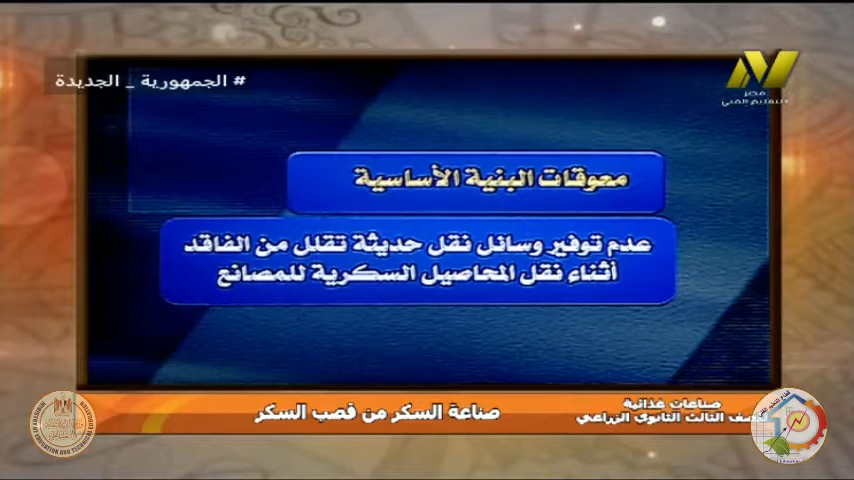 # الجمهورية _ الجديدة
مصر
التعليم الفني
معوقات البنية الأساسية
عدم توفير وسائل نقل حديثة تقلل من الفاقد
أثناء نقل المحاصيل السكرية للمصانع
صناعات غذائية
الصف الثالث الثانوي الزراعي
صناعة السكر من قصب السكر